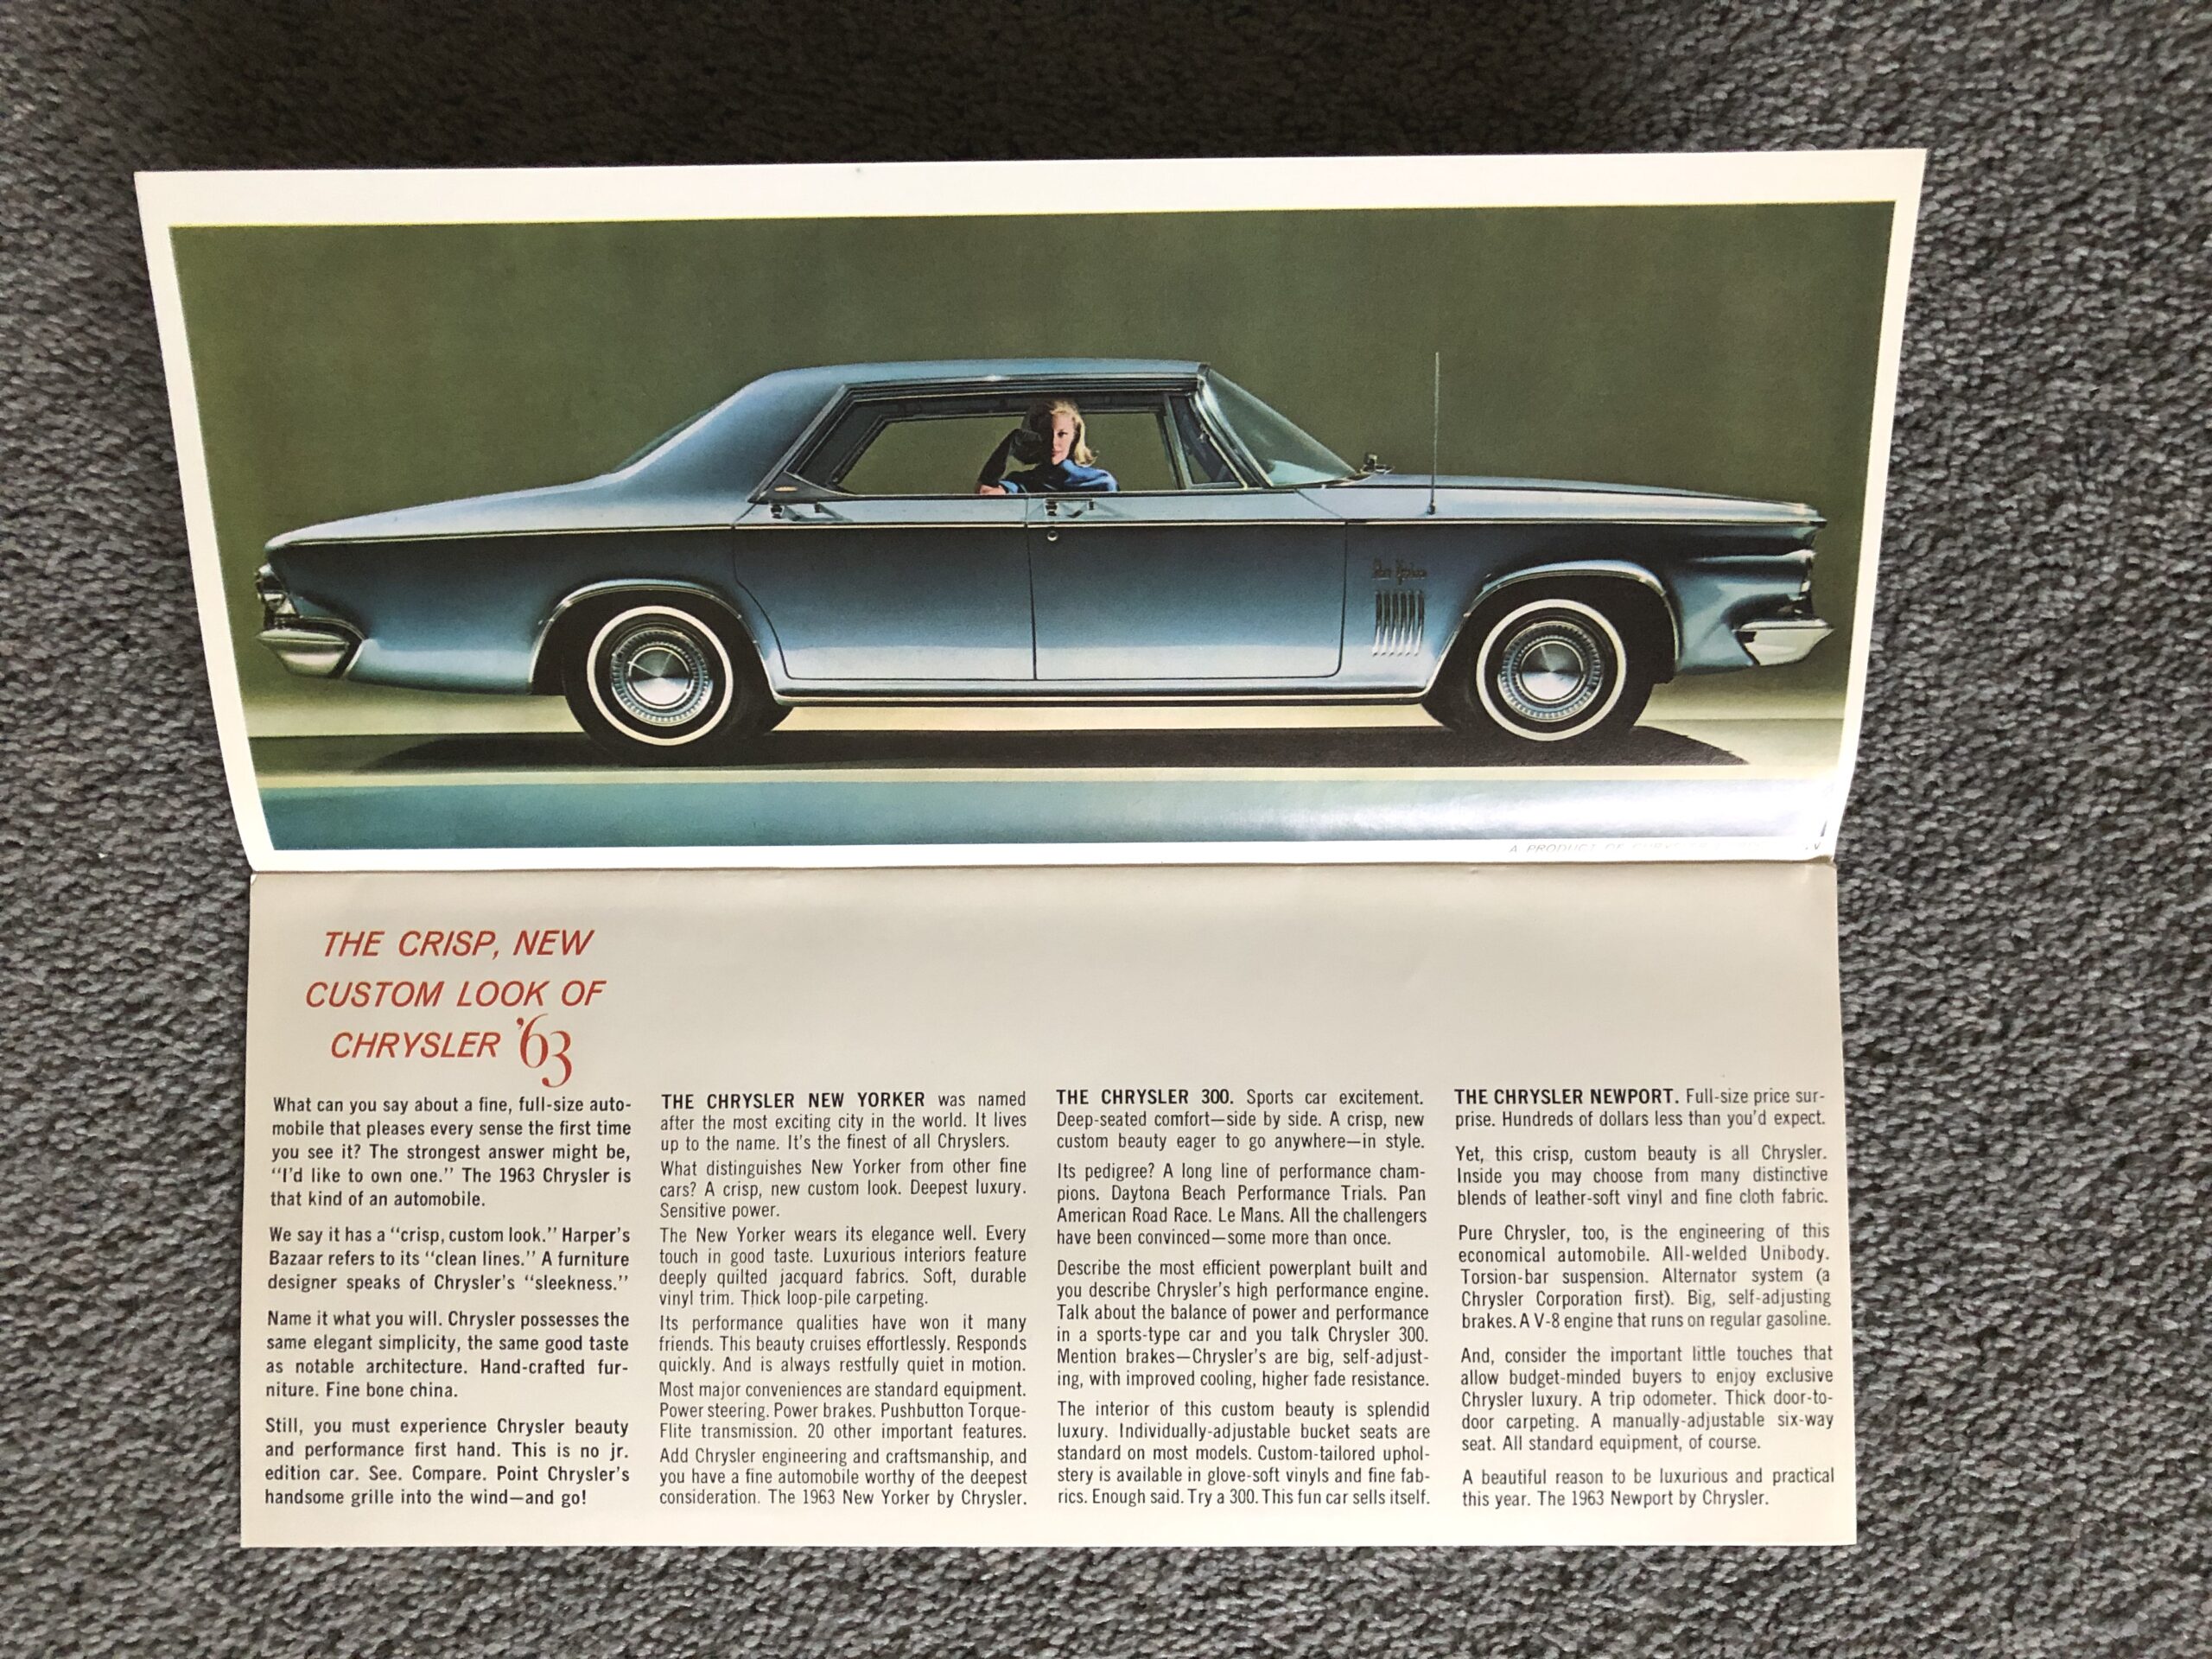 New Yorker
A PRODUCT OF
THE CRISP, NEW
CUSTOM LOOK OF
CHRYSLER '63
What can you say about a fine, full-size auto-
mobile that pleases every sense the first time
you see it? The strongest answer might be,
"I'd like to own one." The 1963 Chrysler is
that kind of an automobile.
We say it has a "crisp, custom look." Harper's
Bazaar refers to its "clean lines." A furniture
designer speaks of Chrysler's "sleekness."
Name it what you will. Chrysler possesses the
same elegant simplicity, the same good taste
as notable architecture. Hand-crafted fur-
niture. Fine bone china.
Still, you must experience Chrysler beauty
and performance first hand. This is no jr.
edition car. See. Compare. Point Chrysler's
handsome grille into the wind—and go!
THE CHRYSLER NEW YORKER was named
after the most exciting city in the world. It lives
up to the name. It's the finest of all Chryslers.
What distinguishes New Yorker from other fine
cars? A crisp, new custom look. Deepest luxury.
Sensitive power.
The New Yorker wears its elegance well. Every
touch in good taste. Luxurious interiors feature
deeply quilted jacquard fabrics. Soft, durable
vinyl trim. Thick loop-pile carpeting.
Its performance qualities have won it many
friends. This beauty cruises effortlessly. Responds
quickly. And is always restfully quiet in motion.
Most major conveniences are standard equipment.
Power steering. Power brakes. Pushbutton Torque-
Flite transmission. 20 other important features.
Add Chrysler engineering and craftsmanship, and
you have a fine automobile worthy of the deepest
consideration. The 1963 New Yorker by Chrysler.
THE CHRYSLER 300. Sports car excitement.
Deep-seated comfort—side by side. A crisp, new
custom beauty eager to go anywhere—in style.
Its pedigree? A long line of performance cham-
pions. Daytona Beach Performance Trials. Pan
American Road Race. Le Mans. All the challengers
have been convinced—some more than once.
Describe the most efficient powerplant built and
you describe Chrysler's high performance engine.
Talk about the balance of power and performance
in a sports-type car and you talk Chrysler 300.
Mention brakes—Chrysler's are big, self-adjust-
ing, with improved cooling, higher fade resistance.
The interior of this custom beauty is splendid
luxury. Individually-adjustable bucket seats are
standard on most models. Custom-tailored uphol-
stery is available in glove-soft vinyls and fine fab-
rics. Enough said. Try a 300. This fun car sells itself.
THE CHRYSLER NEWPORT. Full-size price sur-
prise. Hundreds of dollars less than you'd expect.
Yet, this crisp, custom beauty is all Chrysler.
Inside you may choose from many distinctive
blends of leather-soft vinyl and fine cloth fabric.
Pure Chrysler, too, is the engineering of this
economical automobile. All-welded Unibody.
Torsion-bar suspension. Alternator system (a
Chrysler Corporation first). Big, self-adjusting
brakes. A V-8 engine that runs on regular gasoline.
And, consider the important little touches that
allow budget-minded buyers to enjoy exclusive
Chrysler luxury. A trip odometer. Thick door-to-
door carpeting. A manually-adjustable six-way
seat. All standard equipment, of course.
A beautiful reason to be luxurious and practical
this year. The 1963 Newport by Chrysler.